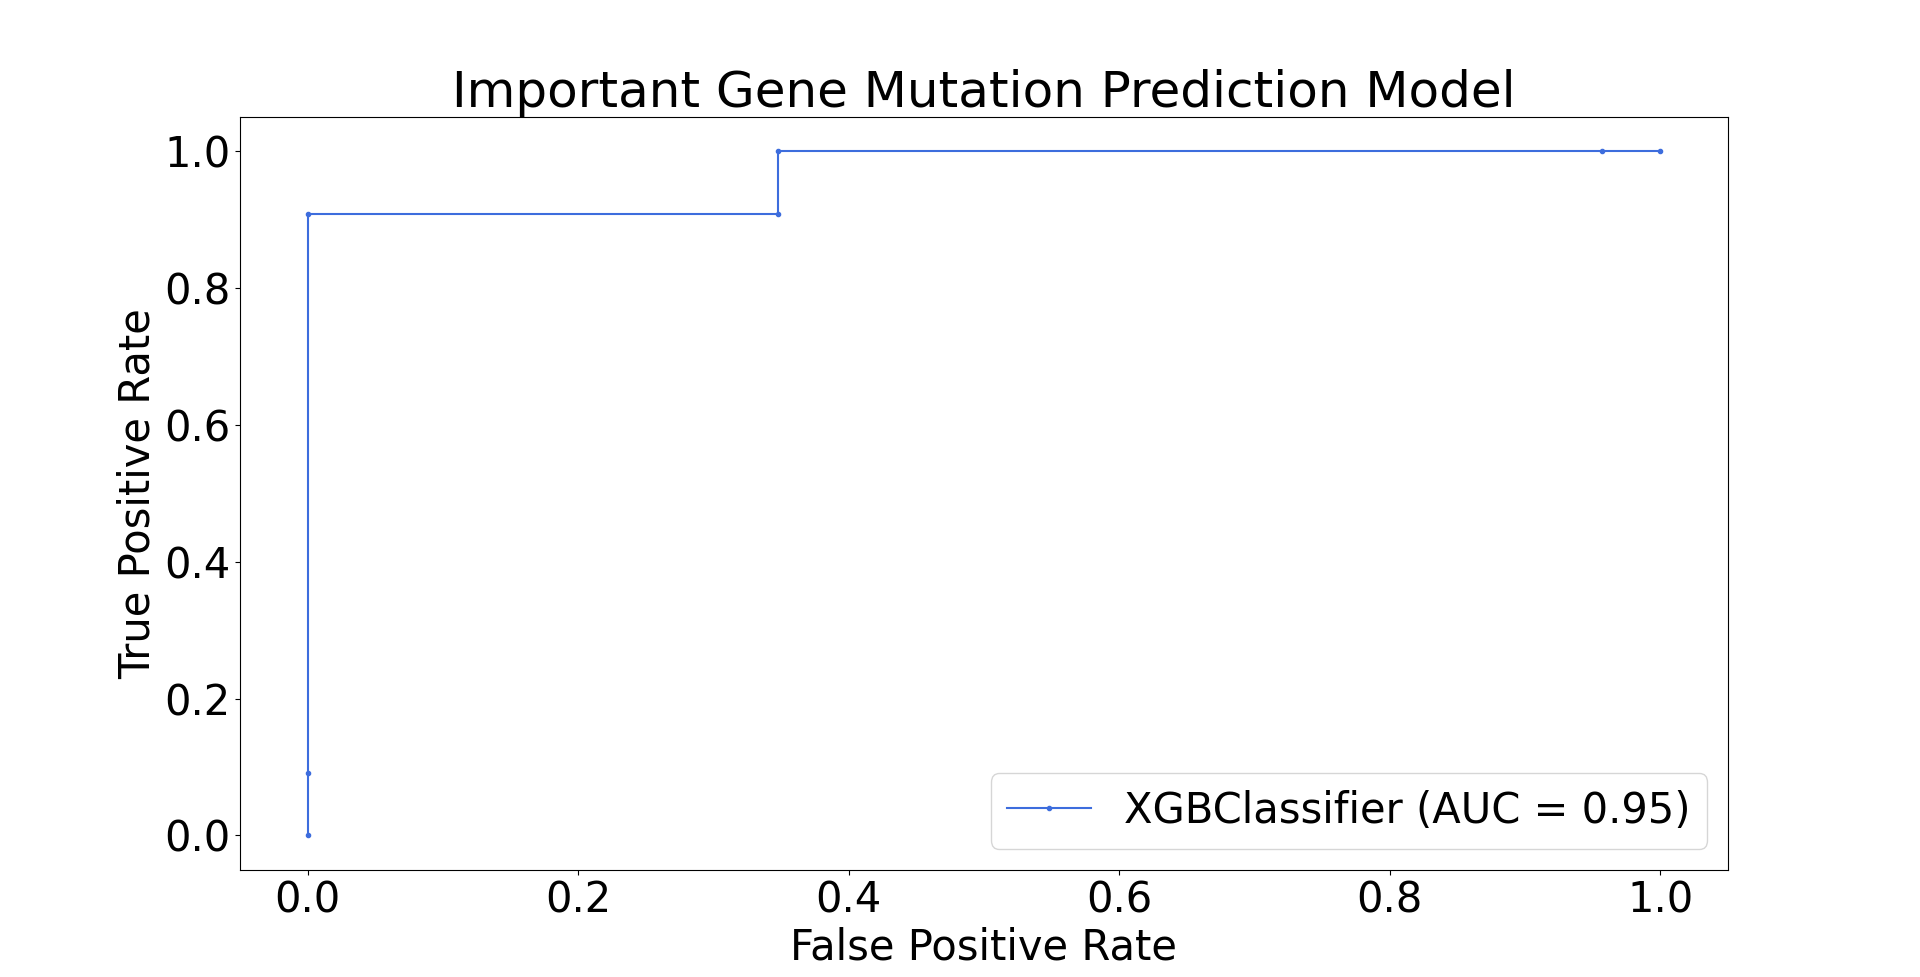 Important Gene Mutation Prediction Model
1.0
0.8
0.6
0.4
0.2
0.0
True Positive Rate
XGBClassifier (AUC = 0.95)
0.0 0.2 0.4 0.6 0.8 1.0
False Positive Rate